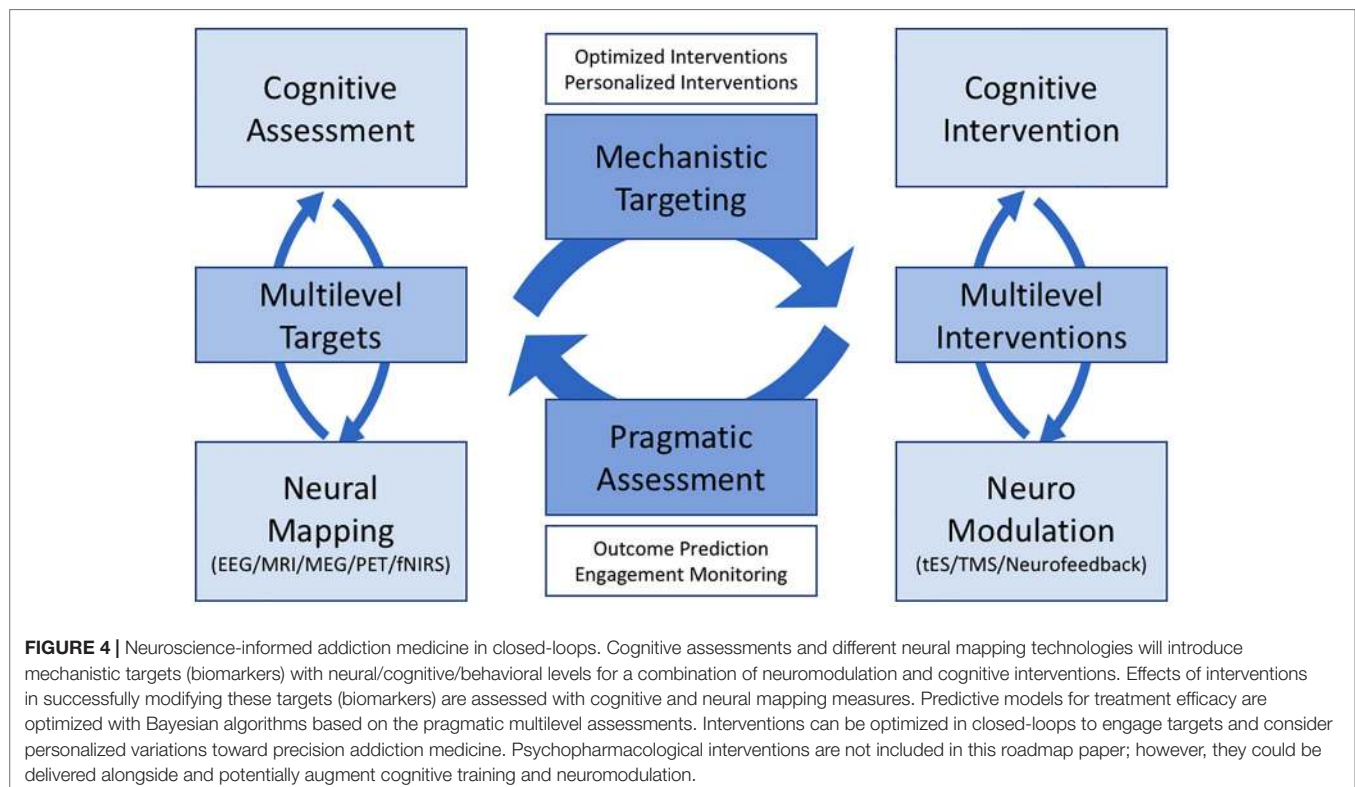 Cognitive
Assessment
Multilevel
Targets
Neural
Mapping
(EEG/MRI/MEG/PET/fNIRS)
Optimized Interventions
Personalized Interventions
Mechanistic
Targeting
Pragmatic
Assessment
Outcome Prediction
Engagement Monitoring
Cognitive
Intervention
Multilevel
Interventions
Neuro
Modulation
(tES/TMS/Neurofeedback)
FIGURE 4 | Neuroscience-informed addiction medicine in closed-loops. Cognitive assessments and different neural mapping technologies will introduce
mechanistic targets (biomarkers) with neural/cognitive/behavioral levels for a combination of neuromodulation and cognitive interventions. Effects of interventions
in successfully modifying these targets (biomarkers) are assessed with cognitive and neural mapping measures. Predictive models for treatment efficacy are
optimized with Bayesian algorithms based on the pragmatic multilevel assessments. Interventions can be optimized in closed-loops to engage targets and consider
personalized variations toward precision addiction medicine. Psychopharmacological interventions are not included in this roadmap paper; however, they could be
delivered alongside and potentially augment cognitive training and neuromodulation.